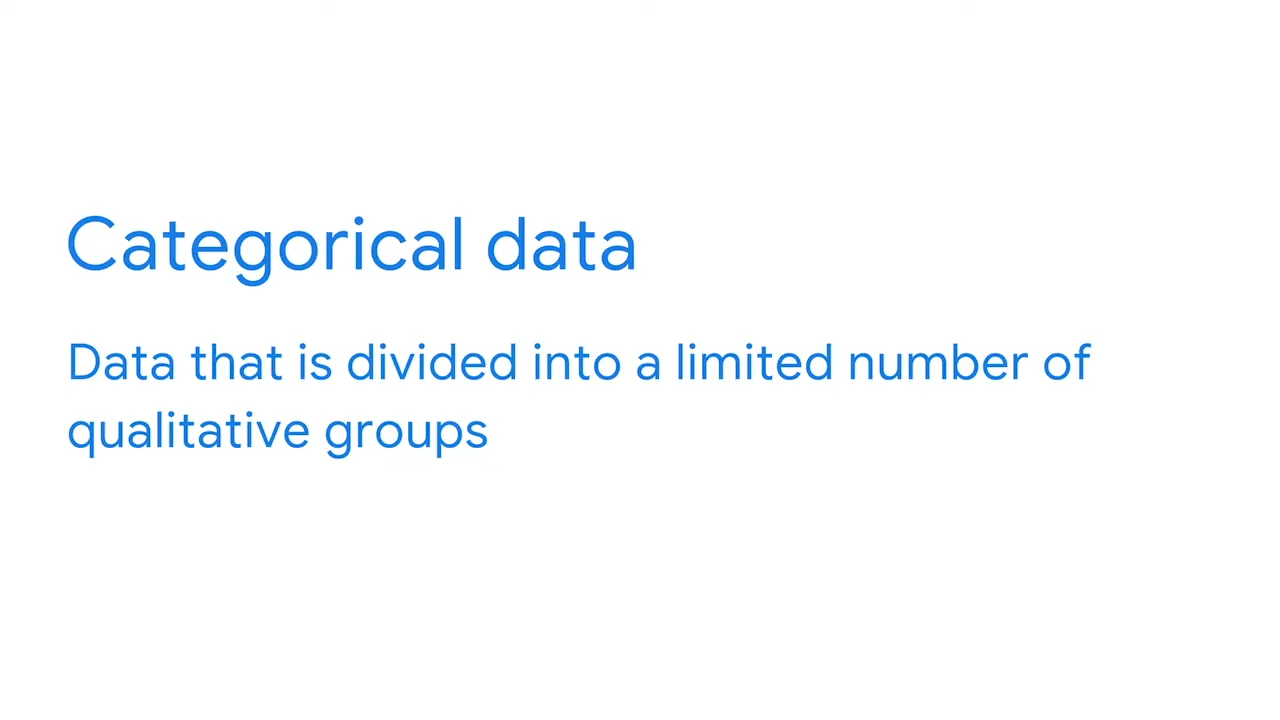 Categorical data
Data that is divided into a limited number of
qualitative groups